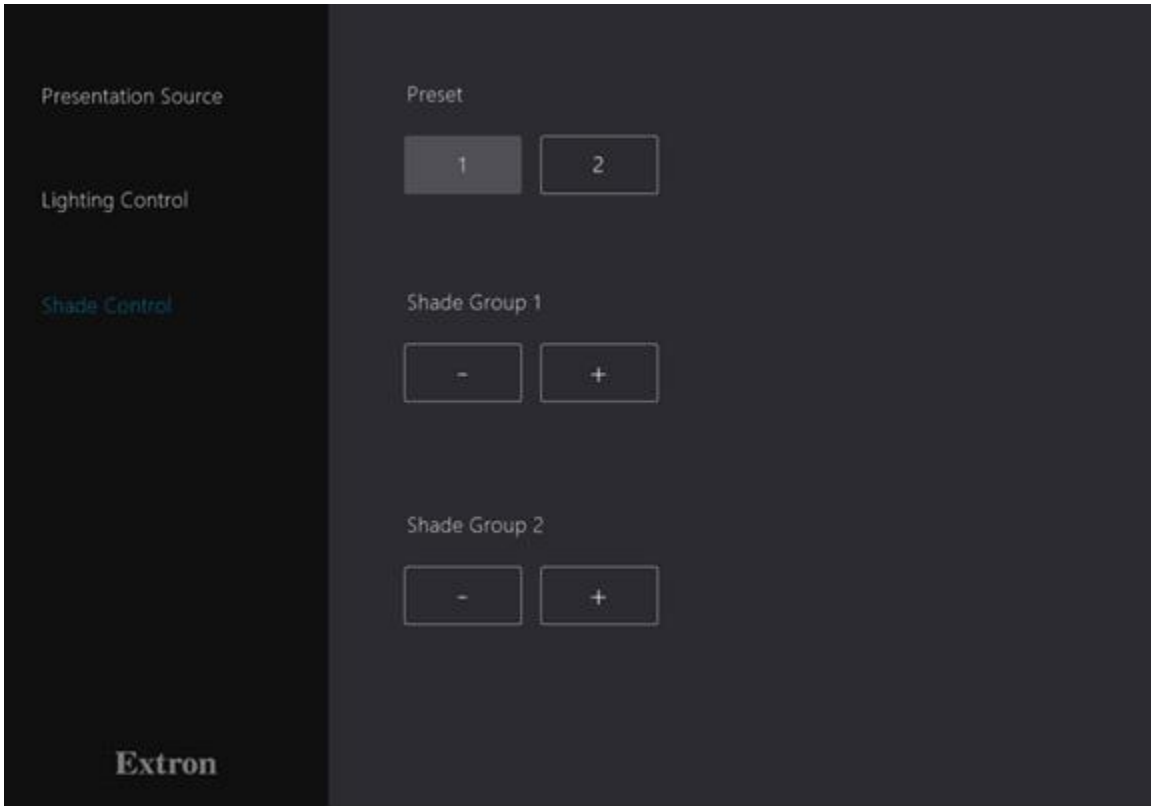 Presentation Source
Lighting Control
Shade Control
Extron
Preset
1 2
Shade Group 1
- +
Shade Group 2
- +